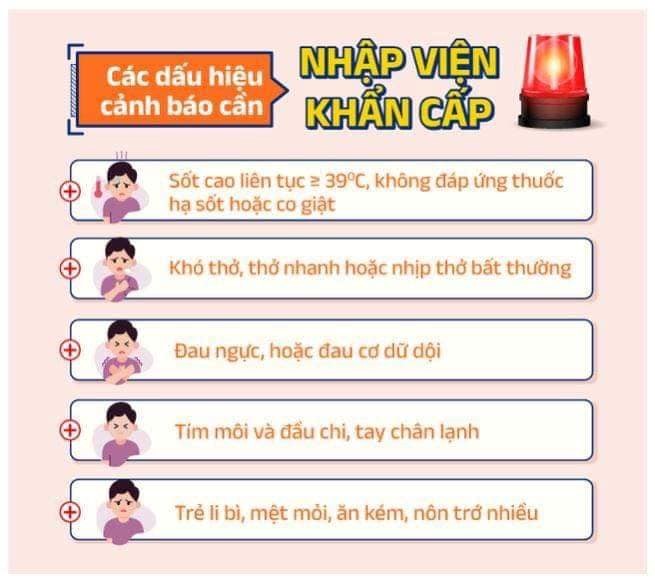 Các dấu hiệu
cảnh báo cần
NHẬP VIỆN
KHẨN CẤP
Sốt cao liên tục ≥ 39⁰C, không đáp ứng thuốc
hạ sốt hoặc co giật
Khó thở, thở nhanh hoặc nhịp thở bất thường
Đau ngực, hoặc đau cơ dữ dội
Tím môi và đầu chi, tay chân lạnh
Trẻ li bì, mệt mỏi, ăn kém, nôn trớ nhiều